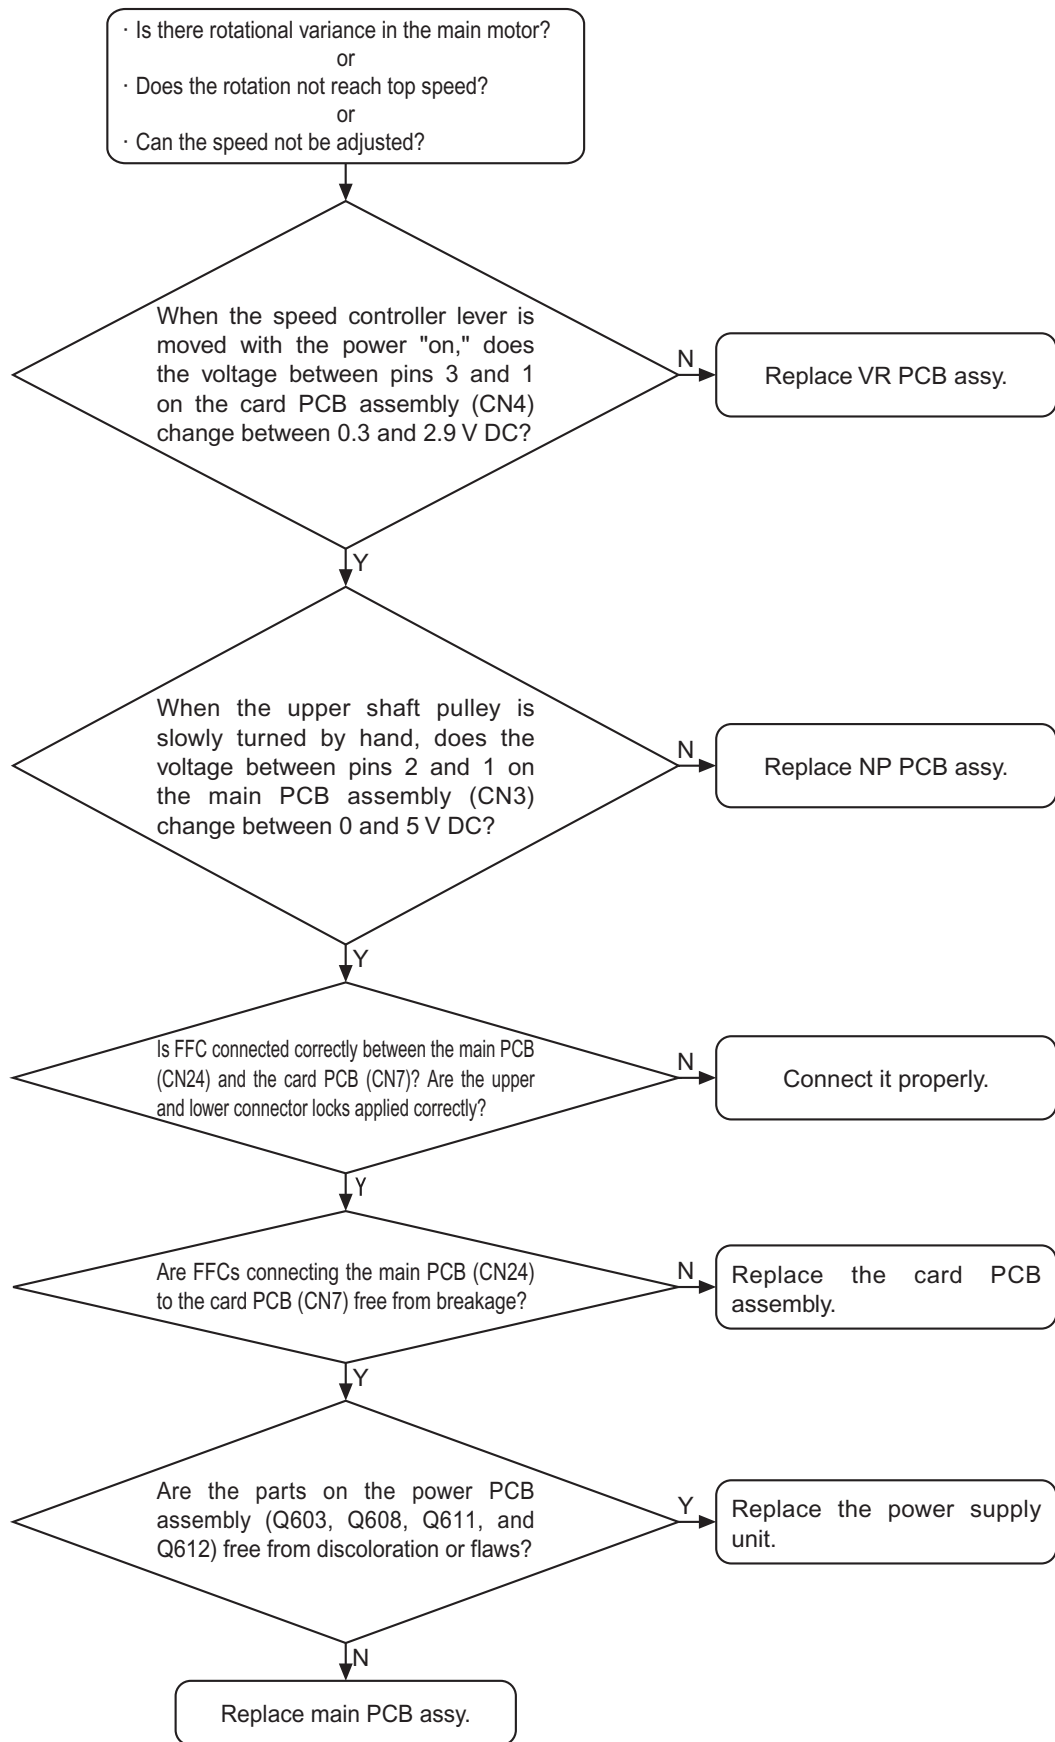 · Is there rotational variance in the main motor?
or
· Does the rotation not reach top speed?
or
· Can the speed not be adjusted?
When the speed controller lever is
moved with the power "on," does
the voltage between pins 3 and 1
on the card PCB assembly (CN4)
change between 0.3 and 2.9 V DC?
N
Replace VR PCB assy.
Y
When the upper shaft pulley is
slowly turned by hand, does the
voltage between pins 2 and 1 on
the main PCB assembly (CN3)
change between 0 and 5 V DC?
N
Replace NP PCB assy.
Y
Is FFC connected correctly between the main PCB
(CN24) and the card PCB (CN7)? Are the upper
and lower connector locks applied correctly?
N
Connect it properly.
Y
Are FFCs connecting the main PCB (CN24)
to the card PCB (CN7) free from breakage?
N
Replace the card PCB
assembly.
Y
Are the parts on the power PCB
assembly (Q603, Q608, Q611, and
Q612) free from discoloration or flaws?
Y
Replace the power supply
unit.
N
Replace main PCB assy.